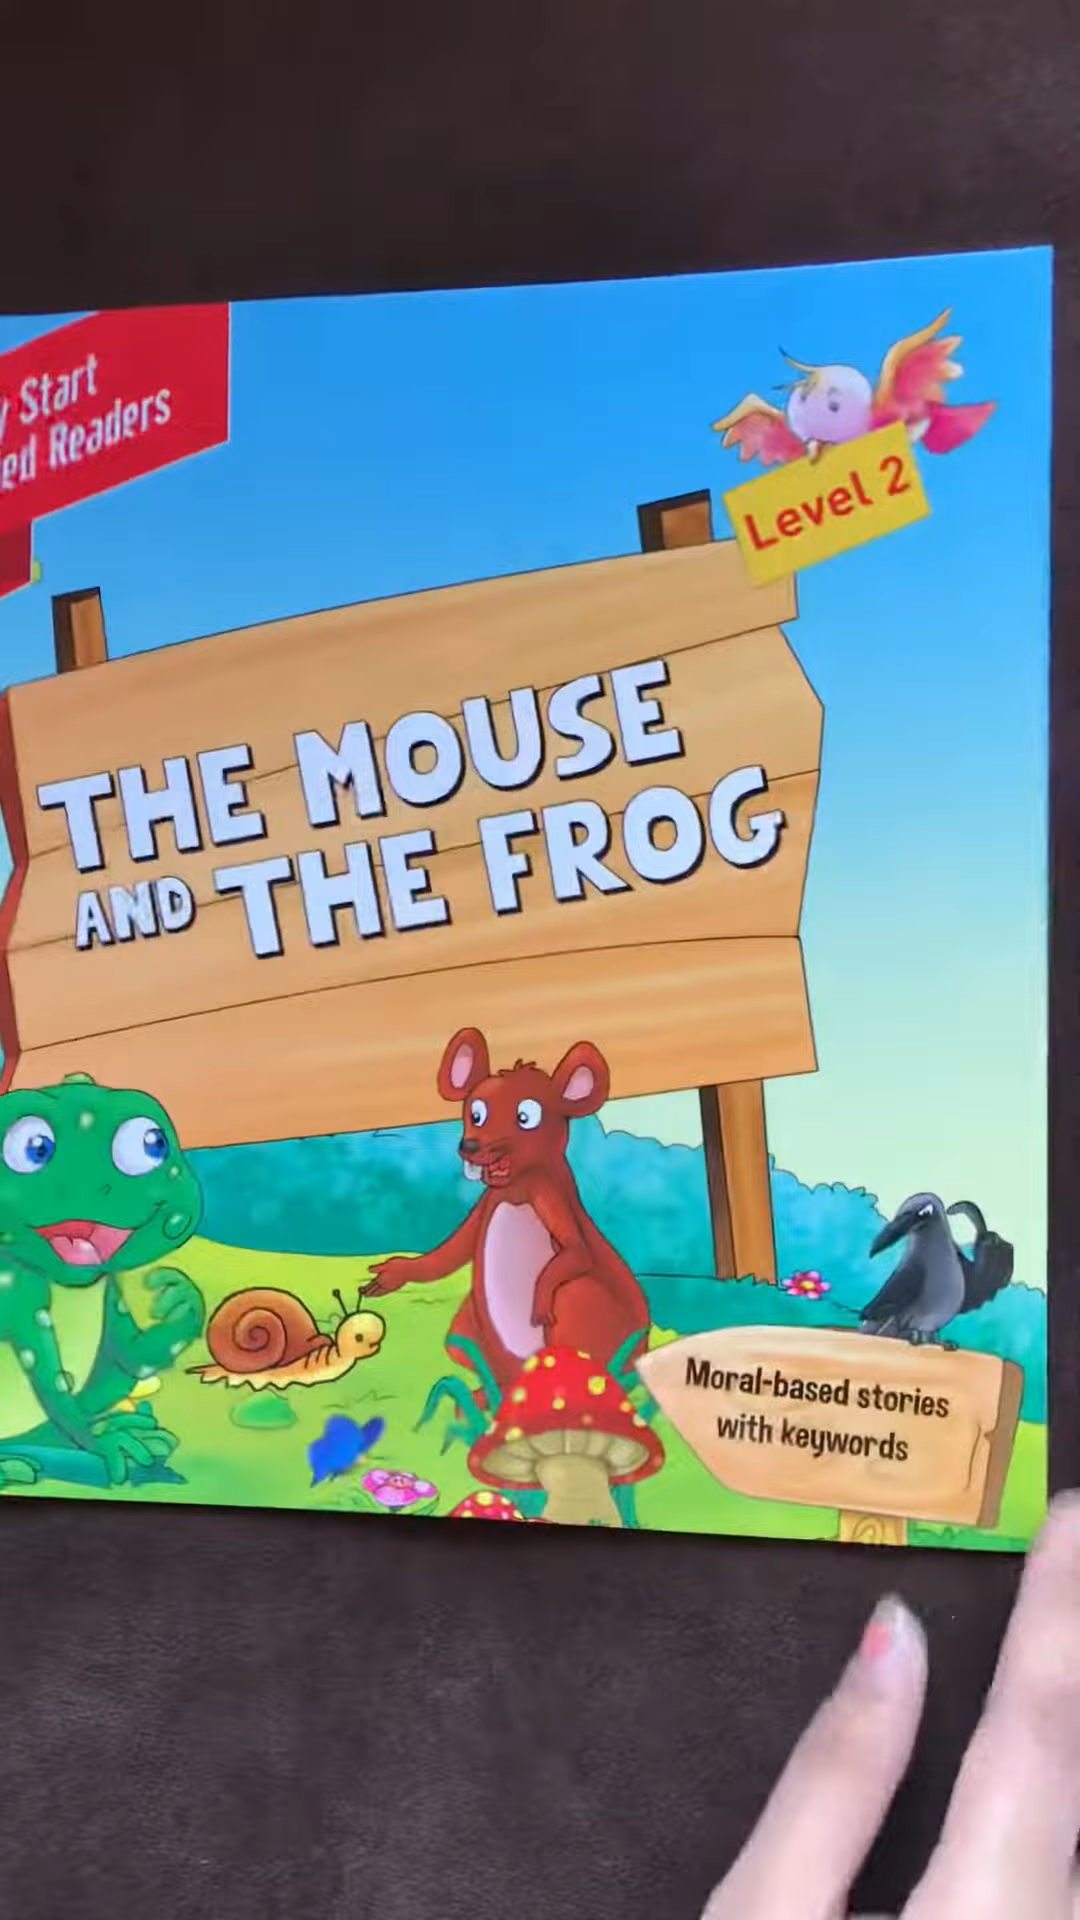 Start
Readers
Level 2
THE MOUSE
AND THE FROG
Moral-based stories
with keywords